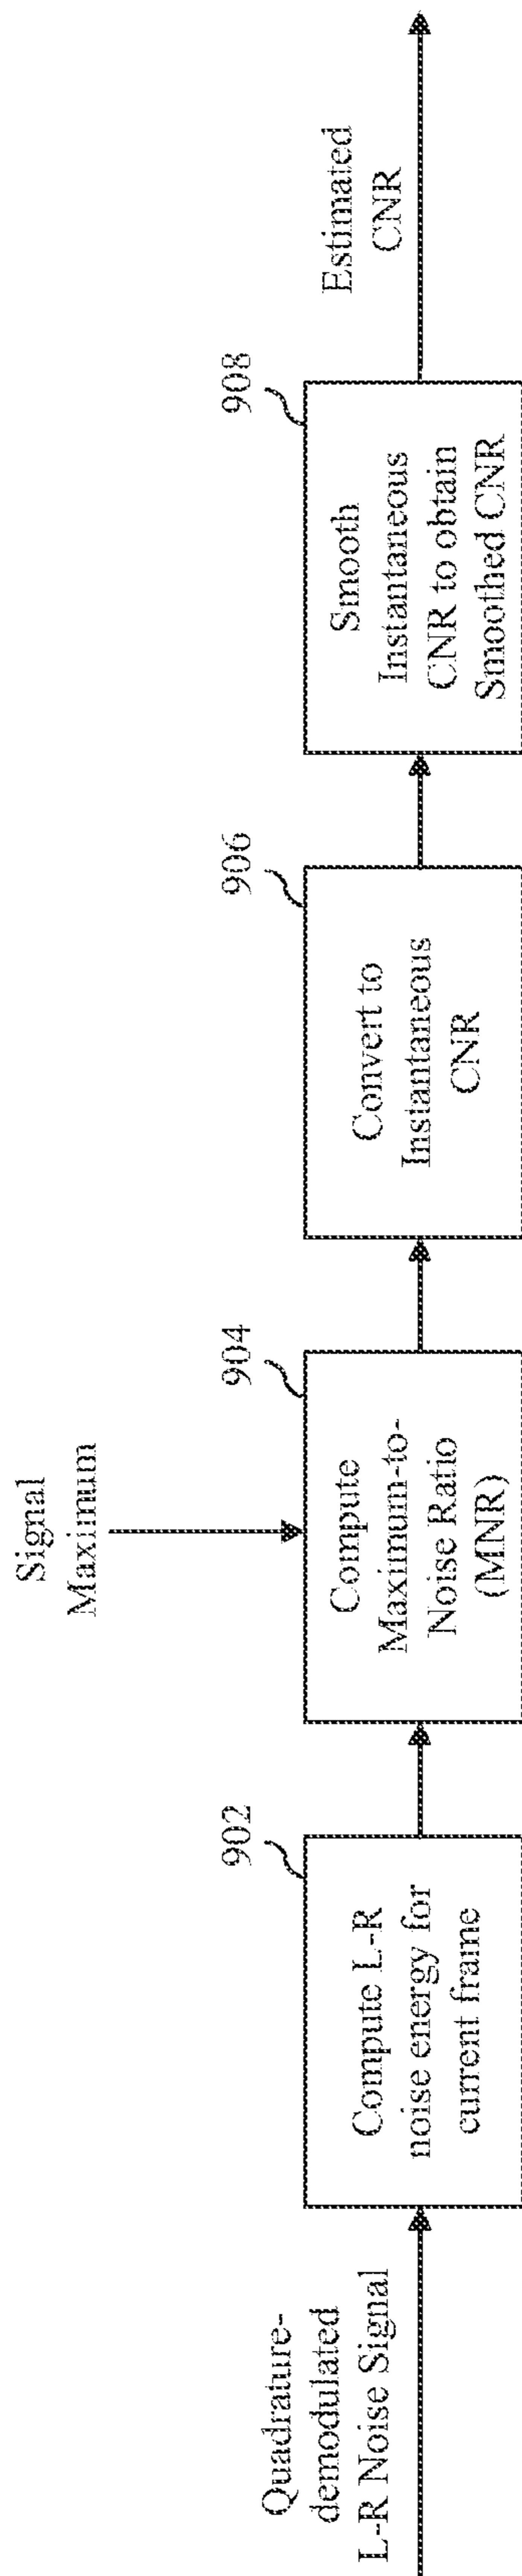 Quadrature-
demodulated
L-R Noise Signal
902
Compute L-R
noise energy for
current frame
Signal
Maximum
904
Compute
Maximum-to-
Noise Ratio
(MNR)
906
Convert to
Instantaneous
CNR
908
Smooth
Instantaneous
CNR to obtain
Smoothed CNR
Estimated
CNR